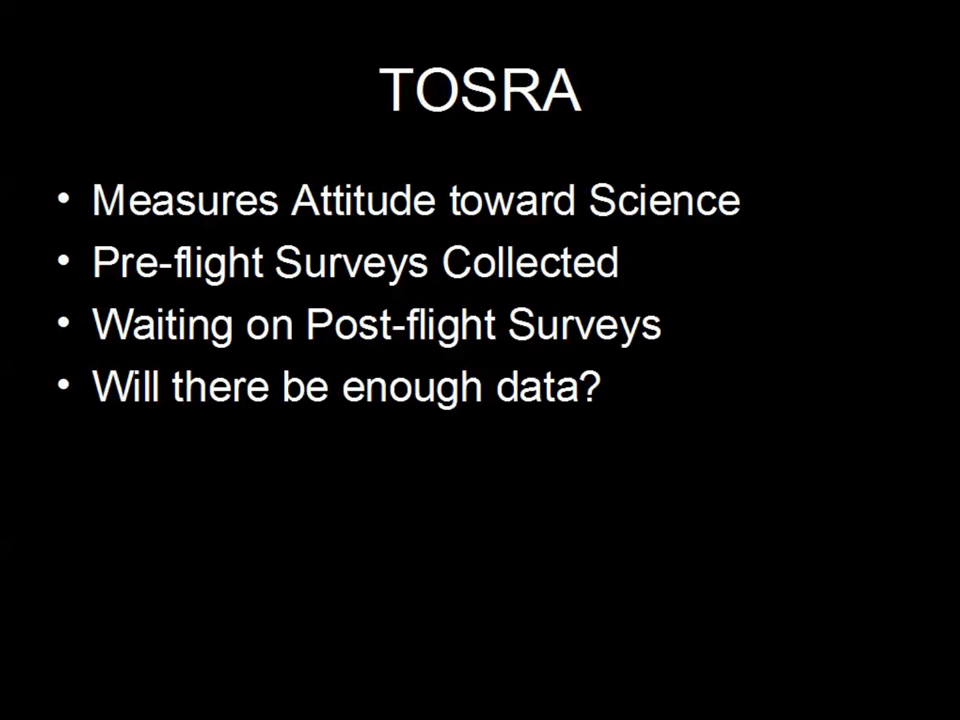 TOSRA
• Measures Attitude toward Science
• Pre-flight Surveys Collected
• Waiting on Post-flight Surveys
• Will there be enough data?